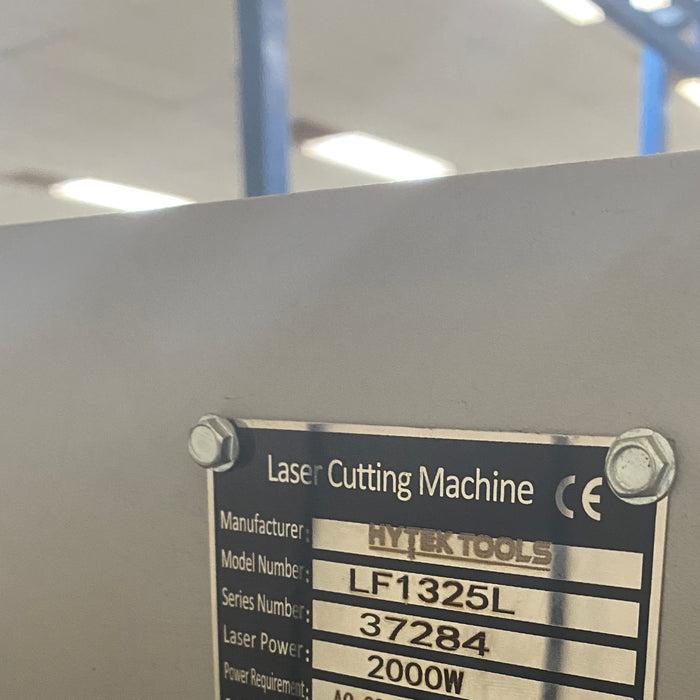 Laser Cutting Machine CE
Manufacturer: HYTEK TOOLS
Model Number: LF1325L
Series Number: 37284
Laser Power: 2000W
Power Requirement: